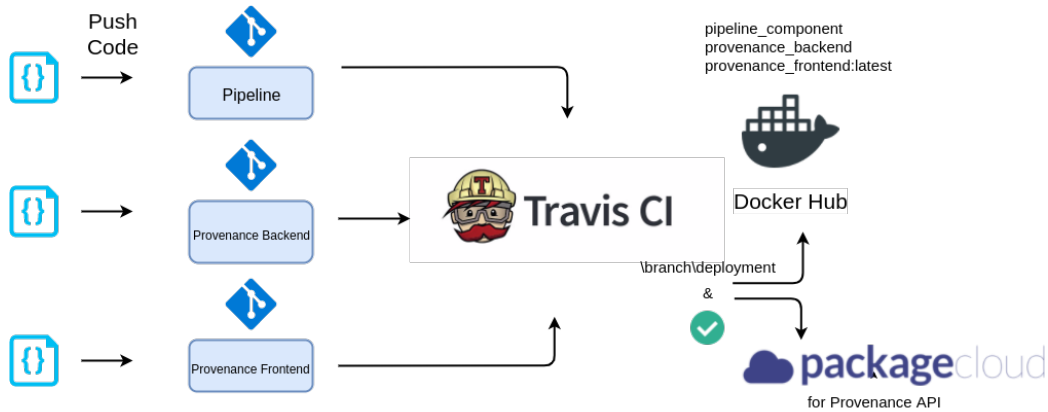 Push
Code
Pipeline
Provenance Backend
Provenance Frontend
T
Travis CI
\branch\deployment
&
pipeline_component
provenance_backend
provenance_frontend:latest
Docker Hub
packagecloud
for Provenance API